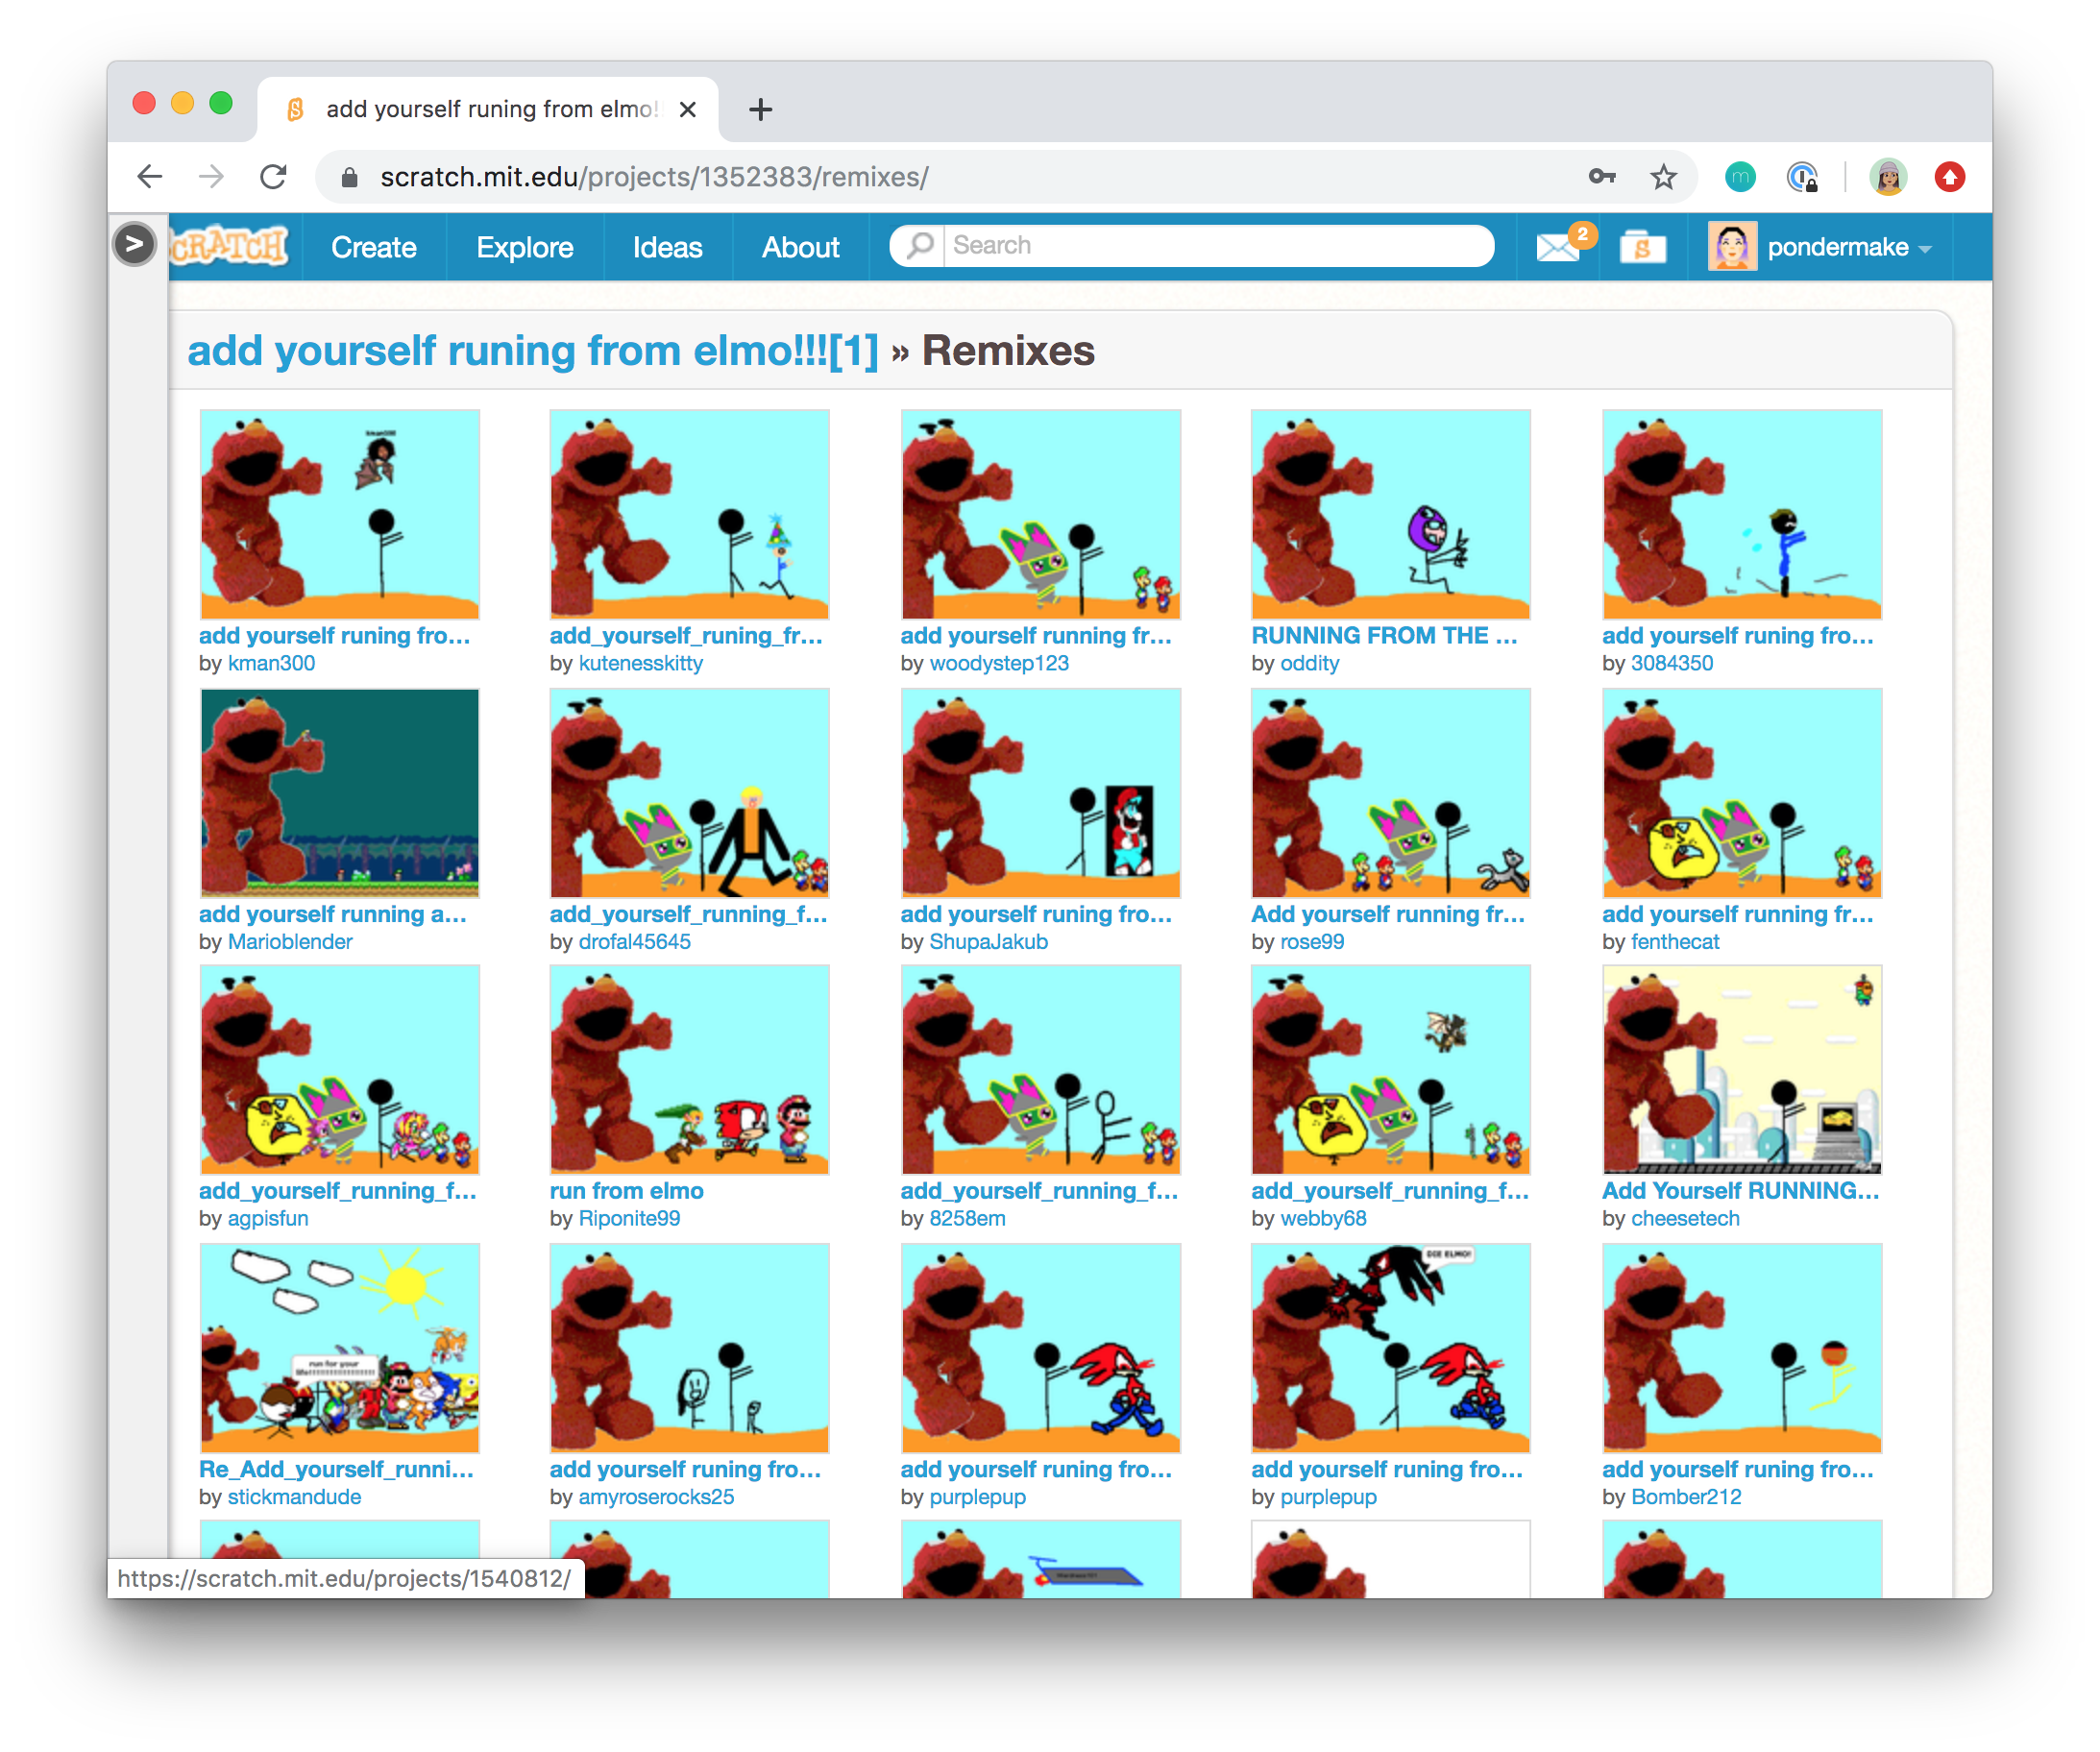 add yourself runing from elmo!!
scratch.mit.edu/projects/1352383/remixes/
>
SCRATCH
Create
Explore
Ideas
About
Search
2
pondermake
add yourself runing from elmo!!![1] » Remixes
add yourself runing fro...
by kman300
add_yourself_runing_fr...
by kutenesskitty
add yourself running fr...
by woodystep123
RUNNING FROM THE ...
by oddity
add yourself runing fro...
by 3084350
add yourself running a...
by Marioblender
add_yourself_running_f...
by drofal45645
add yourself runing fro...
by ShupaJakub
Add yourself running fr...
by rose99
add yourself running fr...
by fenthecat
add_yourself_running_f...
by agpisfun
run from elmo
by Riponite99
add_yourself_running_f...
by 8258em
add_yourself_running_f...
by webby68
Add Yourself RUNNING...
by cheesetech
run for your
DIE ELMO!
Re_Add_yourself_runni...
by stickmandude
add yourself runing fro...
by amyroserocks25
add yourself runing fro...
by purplepup
add yourself runing fro...
by purplepup
add yourself runing fro...
by Bomber212
https://scratch.mit.edu/projects/1540812/